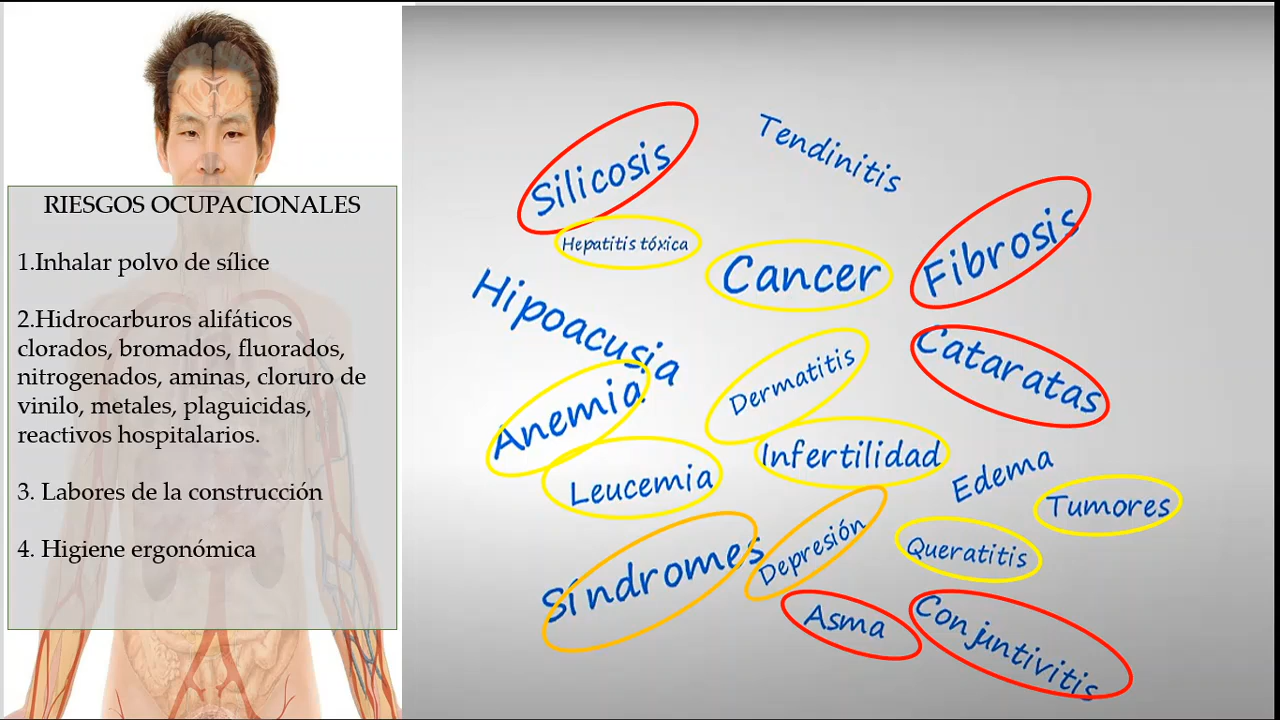 RIESGOS OCUPACIONALES
1.Inhalar polvo de sílice
2.Hidrocarburos alifáticos
clorados, bromados, fluorados,
nitrogenados, aminas, cloruro de
vinilo, metales, plaguicidas,
reactivos hospitalarios.
3. Labores de la construcción
4. Higiene ergonómica
Tendinitis
Silicosis
Hepatitis tóxica
Cancer
Fibrosis
Hipoacusia
Cataratas
Anemia
Dermatitis
Infertilidad
Leucemia
Edema
Tumores
Síndromes
Depresión
Queratitis
Asma
Conjuntivitis